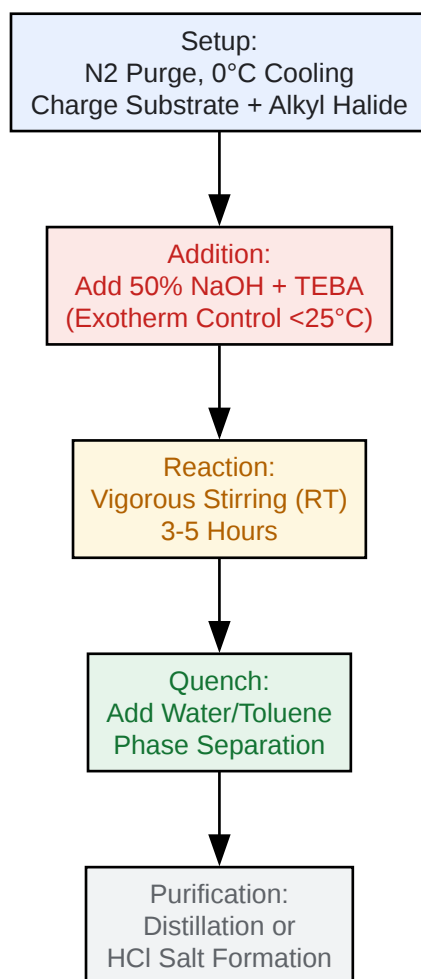 Setup:
N2 Purge, 0°C Cooling
Charge Substrate + Alkyl Halide
Addition:
Add 50% NaOH + TEBA
(Exotherm Control <25°C)
Reaction:
Vigorous Stirring (RT)
3-5 Hours
Quench:
Add Water/Toluene
Phase Separation
Purification:
Distillation or
HCl Salt Formation